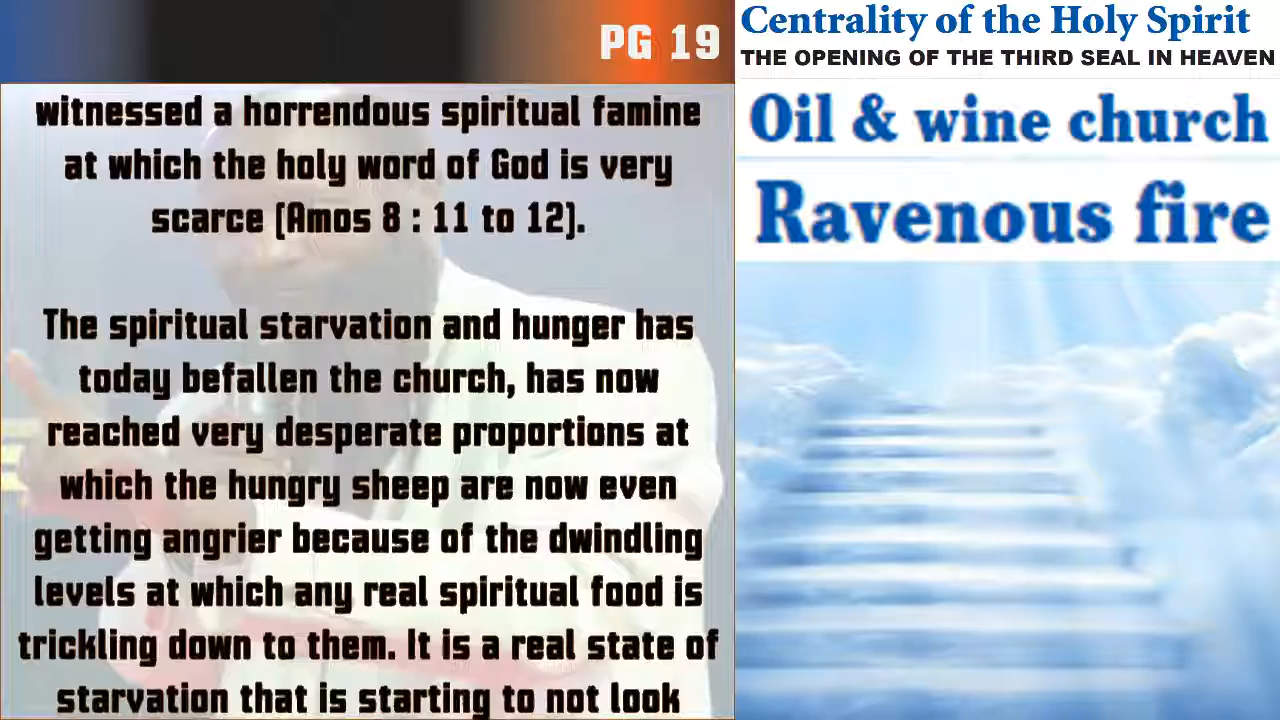 PG 19
witnessed a horrendous spiritual famine
at which the holy word of God is very
scarce (Amos 8 : 11 to 12).
The spiritual starvation and hunger has
today befallen the church, has now
reached very desperate proportions at
which the hungry sheep are now even
getting angrier because of the dwindling
levels at which any real spiritual food is
trickling down to them. It is a real state of
starvation that is starting to not look
Centrality of the Holy Spirit
THE OPENING OF THE THIRD SEAL IN HEAVEN
Oil & wine church
Ravenous fire